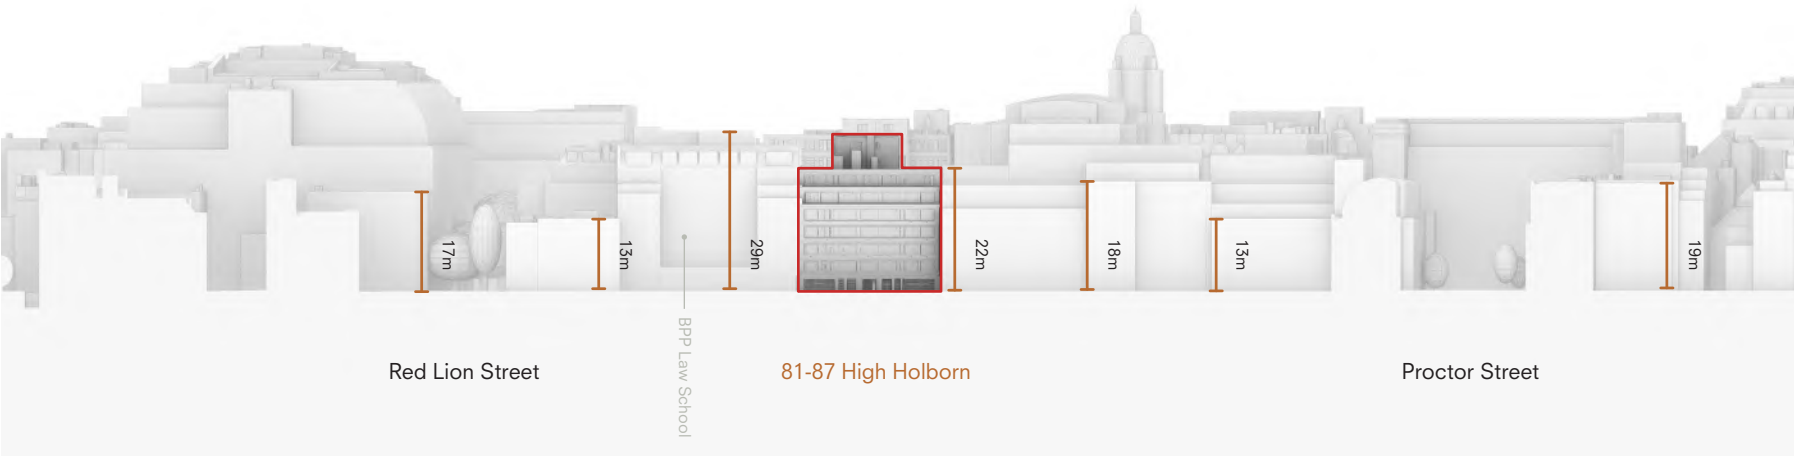 17m
13m
29m
22m
18m
13m
19m
BPP Law School
Red Lion Street
81-87 High Holborn
Proctor Street